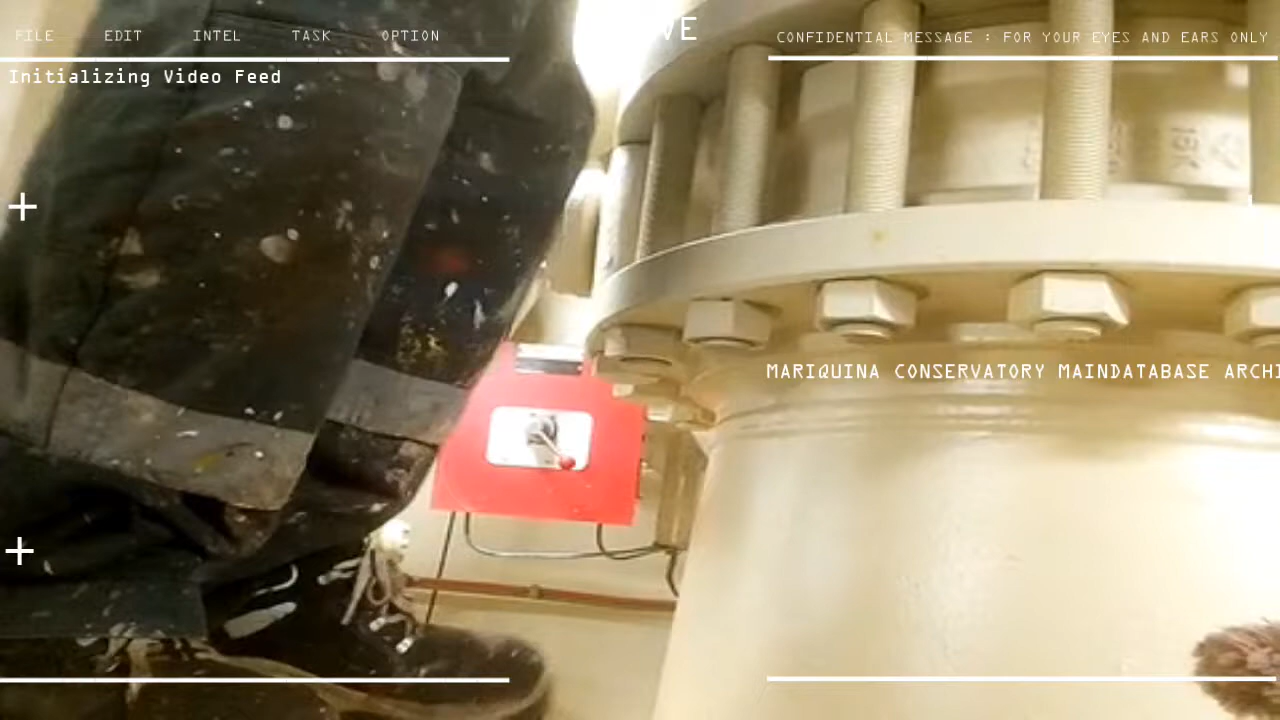 FILE EDIT INTEL TASK OPTION
CONFIDENTIAL MESSAGE : FOR YOUR EYES AND EARS ONLY
Initializing Video Feed
MARIQUINA CONSERVATORY MAINDATABASE